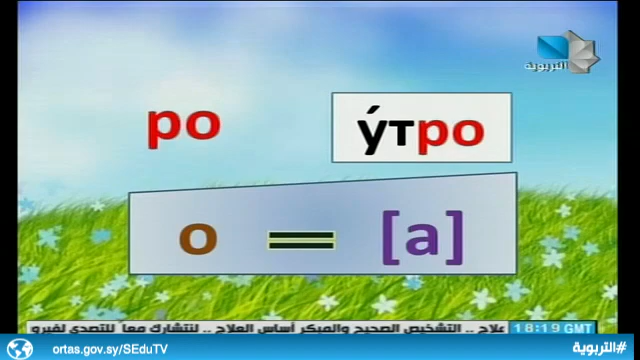 التربوية
ро
у́тро
о = [а]
علاج .. التشخيص الصحيح والمبكر أساس العلاج .. لنتشارك معاً للتصدي لفيرو
18:19 GMT
ortas.gov.sy/SEduTV
#التربوية